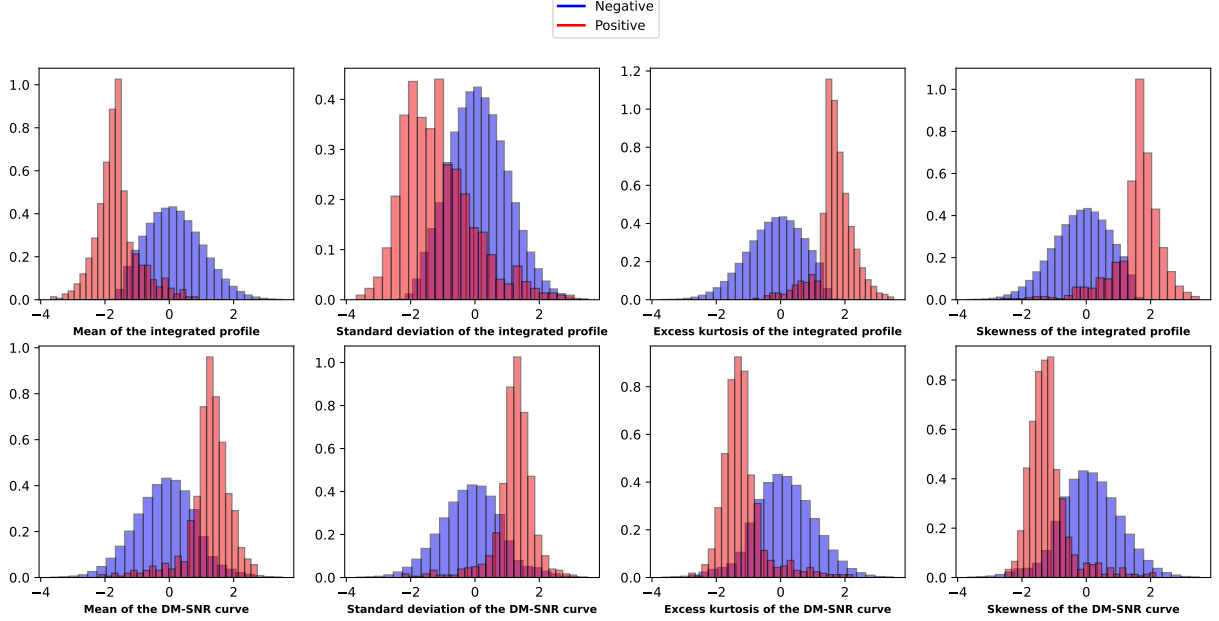 Negative
Positive
0.0 0.2 0.4 0.6 0.8 1.0
−4 −2 0 2
Mean of the integrated profile
0.0 0.1 0.2 0.3 0.4
−4 −2 0 2
Standard deviation of the integrated profile
0.0 0.2 0.4 0.6 0.8 1.0 1.2
−4 −2 0 2
Excess kurtosis of the integrated profile
0.0 0.2 0.4 0.6 0.8 1.0
−4 −2 0 2
Skewness of the integrated profile
0.0 0.2 0.4 0.6 0.8 1.0
−4 −2 0 2
Mean of the DM-SNR curve
0.0 0.2 0.4 0.6 0.8 1.0
−4 −2 0 2
Standard deviation of the DM-SNR curve
0.0 0.2 0.4 0.6 0.8
−4 −2 0 2
Excess kurtosis of the DM-SNR curve
0.0 0.2 0.4 0.6 0.8
−4 −2 0 2
Skewness of the DM-SNR curve